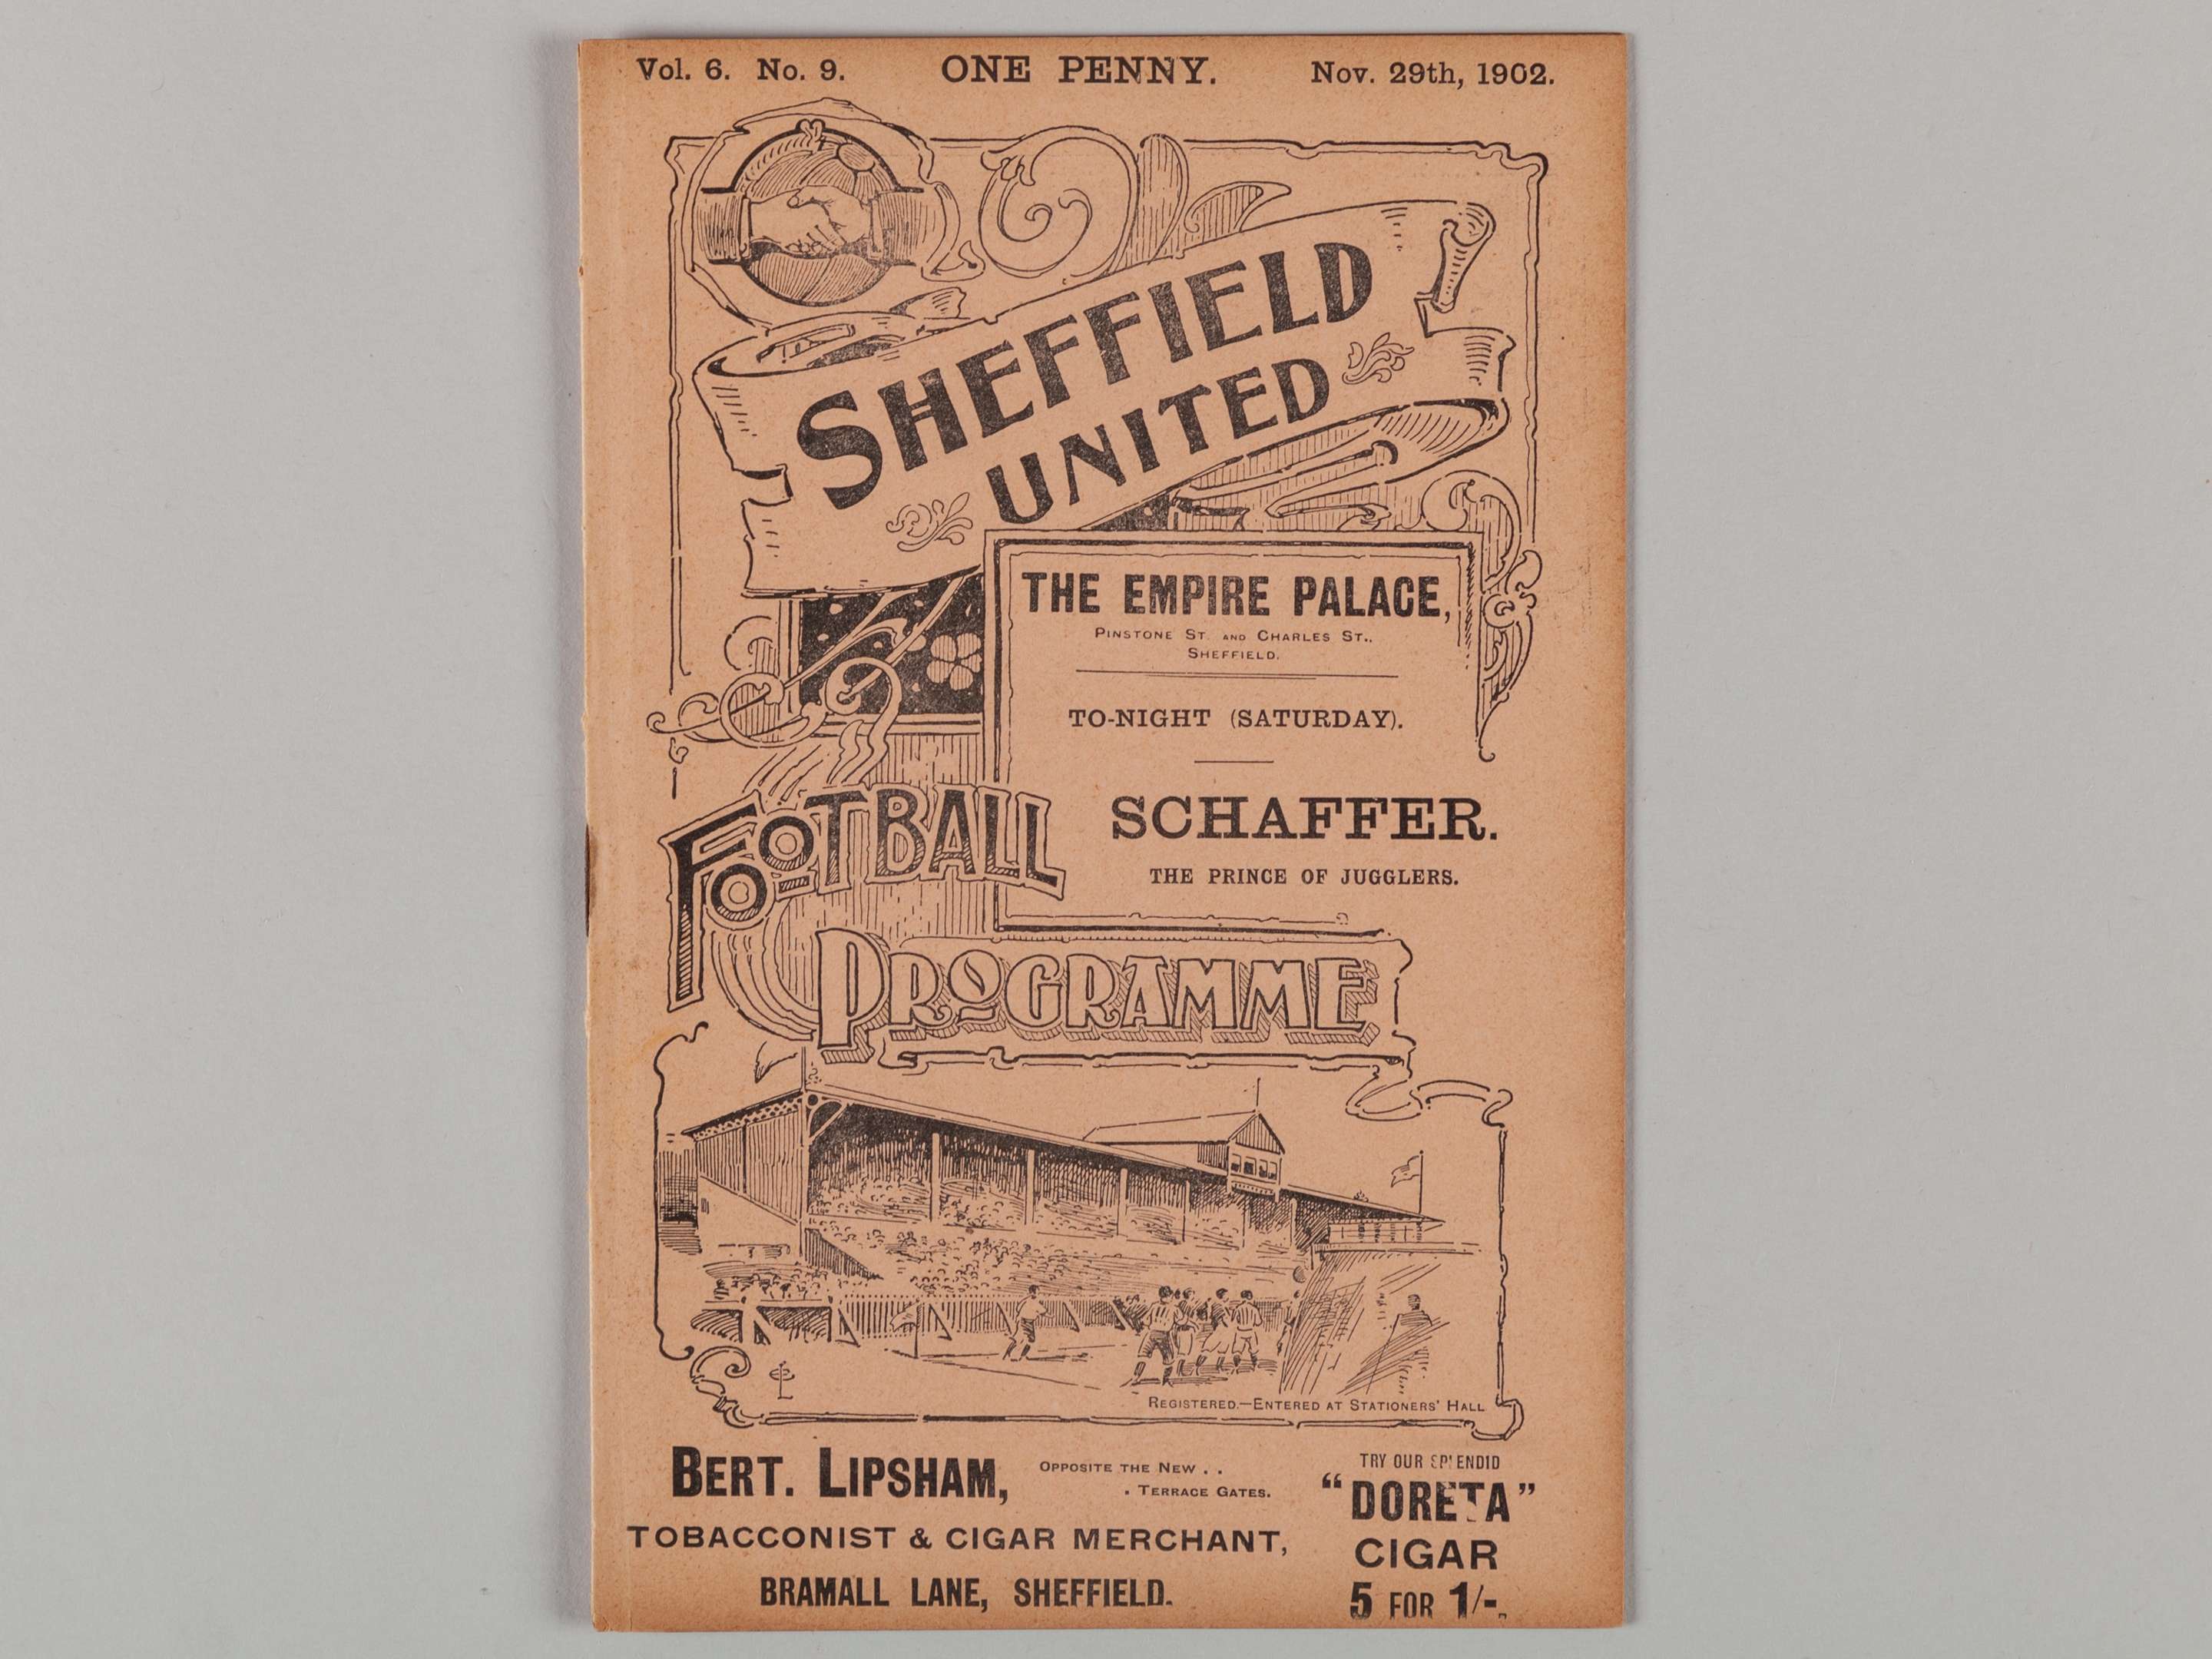 Vol. 6. No. 9. ONE PENNY. Nov. 29th, 1902.
SHEFFIELD
UNITED
THE EMPIRE PALACE,
PINSTONE ST. AND CHARLES ST.,
SHEFFIELD.
TO-NIGHT (SATURDAY).
SCHAFFER.
THE PRINCE OF JUGGLERS.
FOOTBALL
PROGRAMME
REGISTERED.—ENTERED AT STATIONERS' HALL
BERT. LIPSHAM,
OPPOSITE THE NEW . .
. TERRACE GATES.
TOBACCONIST & CIGAR MERCHANT,
BRAMALL LANE, SHEFFIELD.
TRY OUR SPLENDID
"DORETA"
CIGAR
5 FOR 1/-.